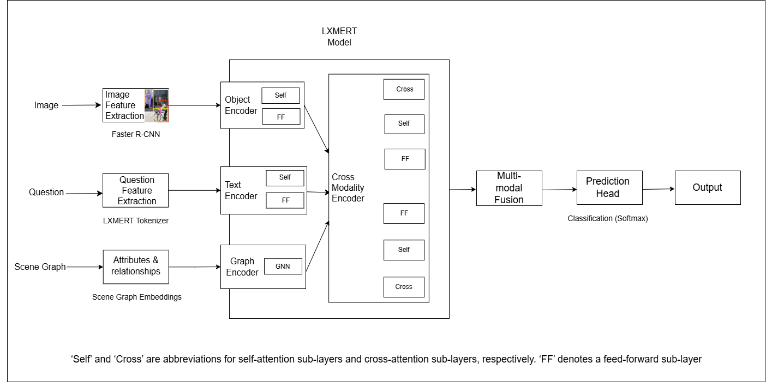 LXMERT
Model
Image
Image
Feature
Extraction
Faster R-CNN
Object
Encoder
Self
FF
Question
Question
Feature
Extraction
LXMERT Tokenizer
Text
Encoder
Self
FF
Scene Graph
Attributes &
relationships
Scene Graph Embeddings
Graph
Encoder
GNN
Cross
Modality
Encoder
Cross
Self
FF
FF
Self
Cross
Multi-
modal
Fusion
Prediction
Head
Classification (Softmax)
Output
'Self' and 'Cross' are abbreviations for self-attention sub-layers and cross-attention sub-layers, respectively. 'FF' denotes a feed-forward sub-layer